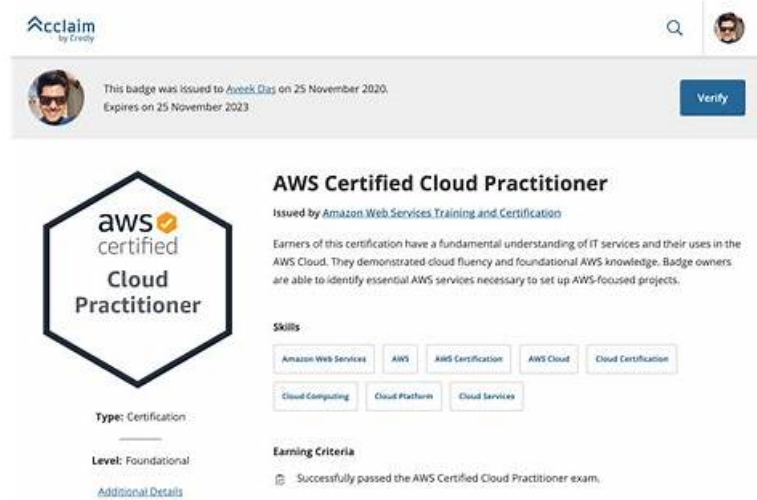 Acclaim
by Credly
This badge was issued to Aveek Das on 25 November 2020.
Expires on 25 November 2023
Verify
aws
certified
Cloud
Practitioner
Type: Certification
Level: Foundational
Additional Details
AWS Certified Cloud Practitioner
Issued by Amazon Web Services Training and Certification
Earners of this certification have a fundamental understanding of IT services and their uses in the
AWS Cloud. They demonstrated cloud fluency and foundational AWS knowledge. Badge owners
are able to identify essential AWS services necessary to set up AWS-focused projects.
Skills
Amazon Web Services AWS AWS Certification AWS Cloud Cloud Certification
Cloud Computing Cloud Platform Cloud Services
Earning Criteria
Successfully passed the AWS Certified Cloud Practitioner exam.